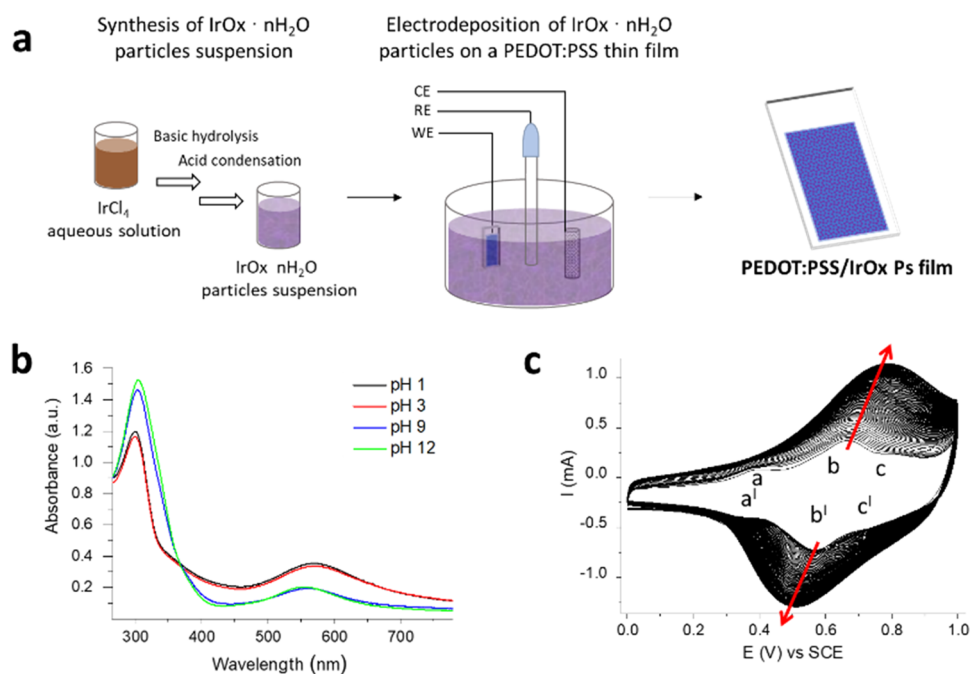 a
Synthesis of IrOx · nH₂O
particles suspension
Electrodeposition of IrOx · nH₂O
particles on a PEDOT:PSS thin film
CE
RE
WE
Basic hydrolysis
Acid condensation
IrCl₄
aqueous solution
IrOx nH₂O
particles suspension
PEDOT:PSS/IrOx Ps film
b
1.6
1.4
1.2
1.0
0.8
0.6
0.4
0.2
Absorbance (a.u.)
pH 1
pH 3
pH 9
pH 12
300 400 500 600 700
Wavelength (nm)
c
1.0
0.5
0.0
-0.5
-1.0
I (mA)
a
b
c
aᴵ
bᴵ
cᴵ
0.0 0.2 0.4 0.6 0.8 1.0
E (V) vs SCE